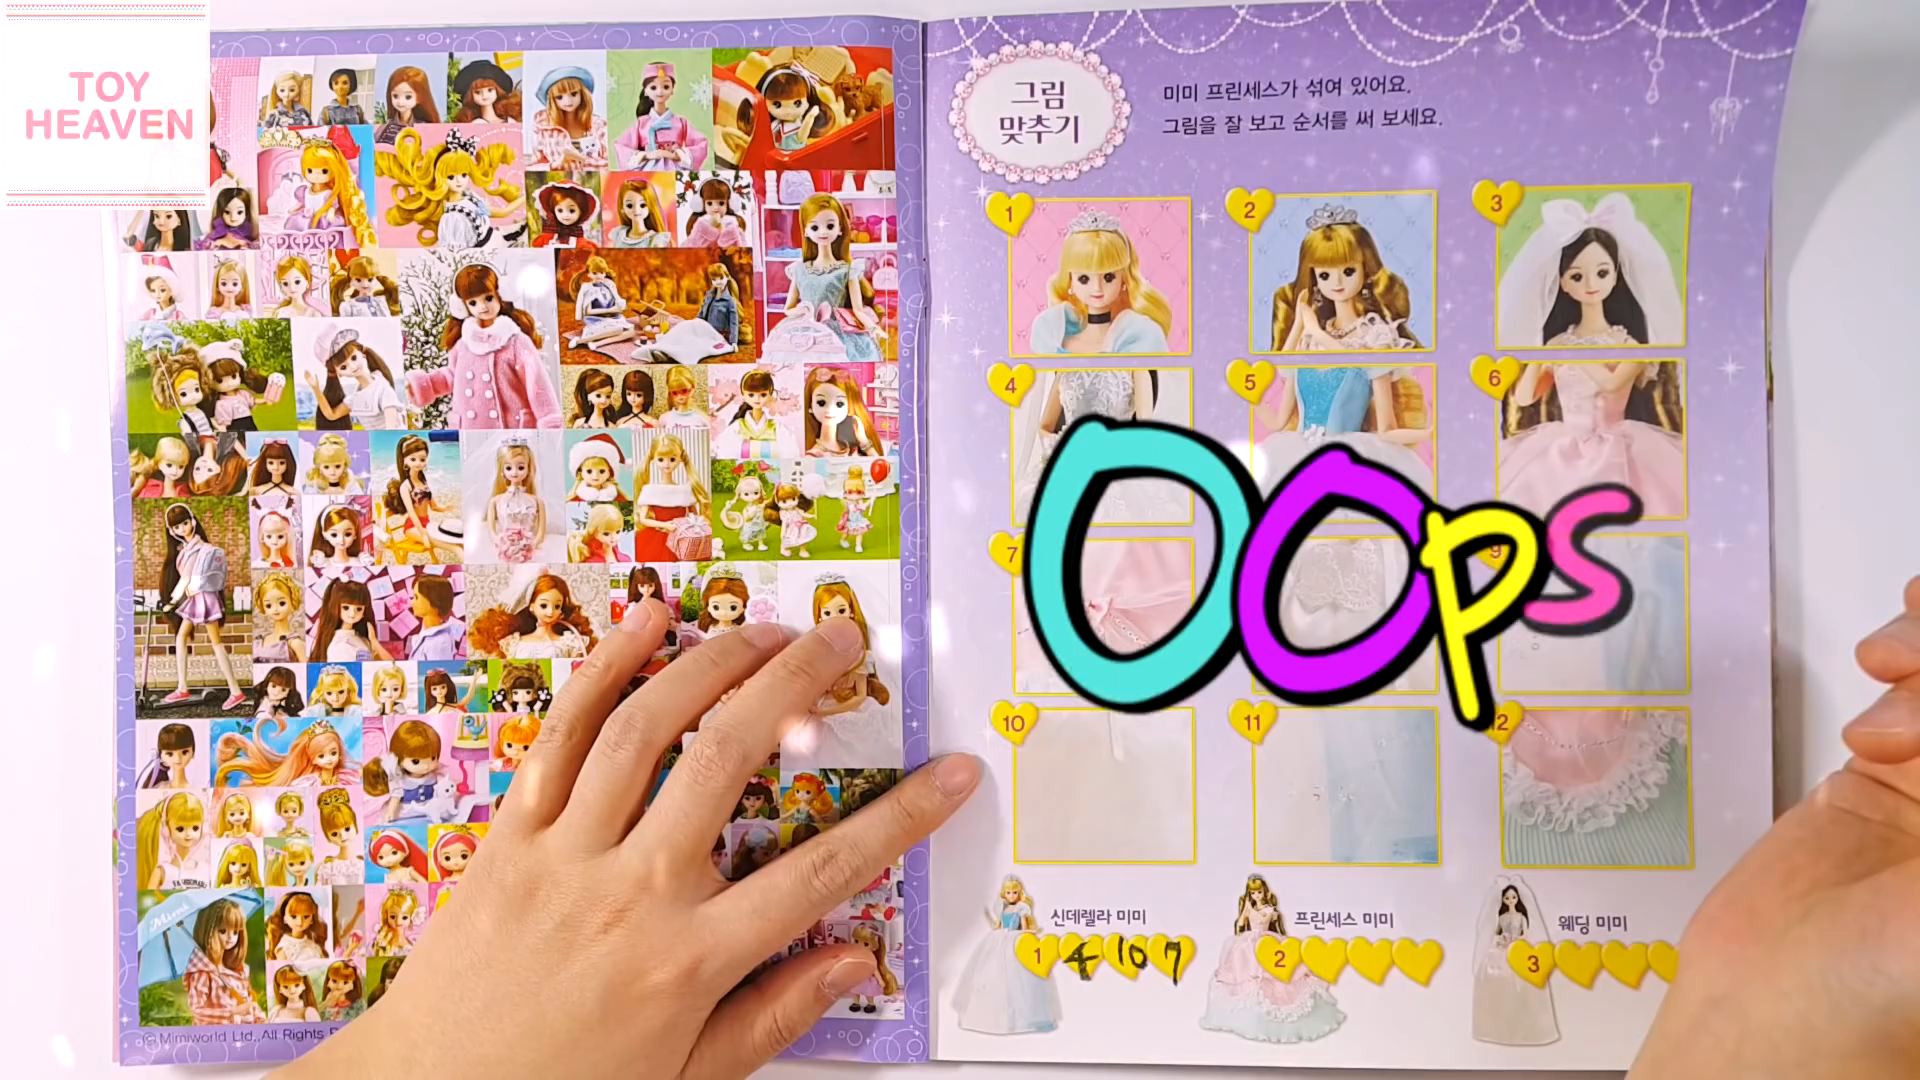 TOY
HEAVEN
그림
맞추기
미미 프린세스가 섞여 있어요.
그림을 잘 보고 순서를 써 보세요.
1
2
3
4
5
6
7
9
10
11
12
Oops
신데렐라 미미
1 4 10 7
프린세스 미미
2
웨딩 미미
3
Mimi
© Mimiworld Ltd.,All Rights